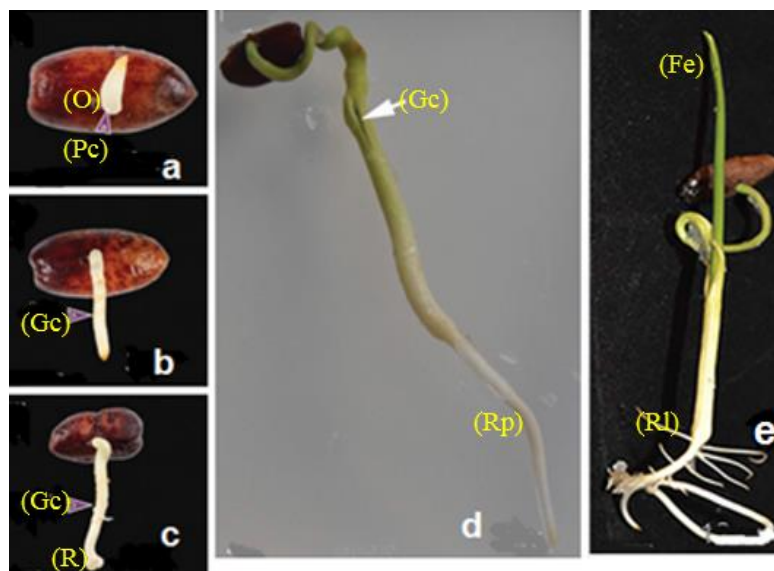 (O)
(Pc)
a
(Gc)
b
(Gc)
(R)
c
(Gc)
(Rp)
d
(Fe)
(Rl)
e